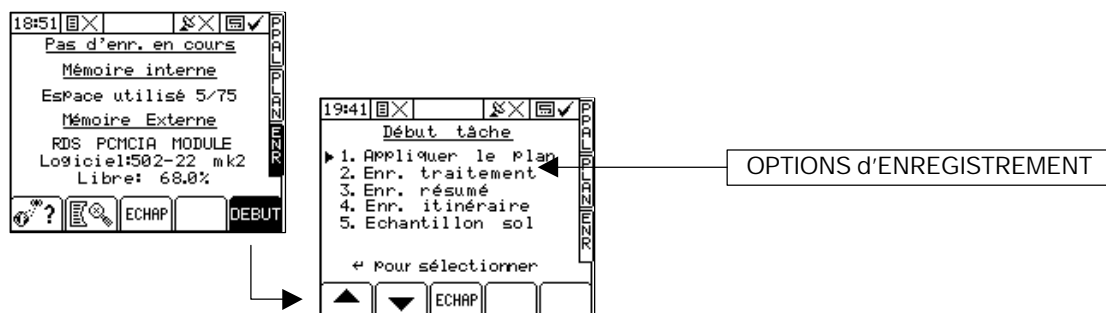 18:51
Pas d'enr. en cours
Mémoire interne
Espace utilisé 5/75
Mémoire Externe
RDS PCMCIA MODULE
Logiciel:502-22 mk2
Libre: 68.0%
? ECHAP DEBUT
PPAL PLAN ENR
19:41
Début tâche
1. Appliquer le plan
2. Enr. traitement
3. Enr. résumé
4. Enr. itinéraire
5. Echantillon sol
↵ pour sélectionner
ECHAP
PPAL PLAN ENR
OPTIONS d'ENREGISTREMENT